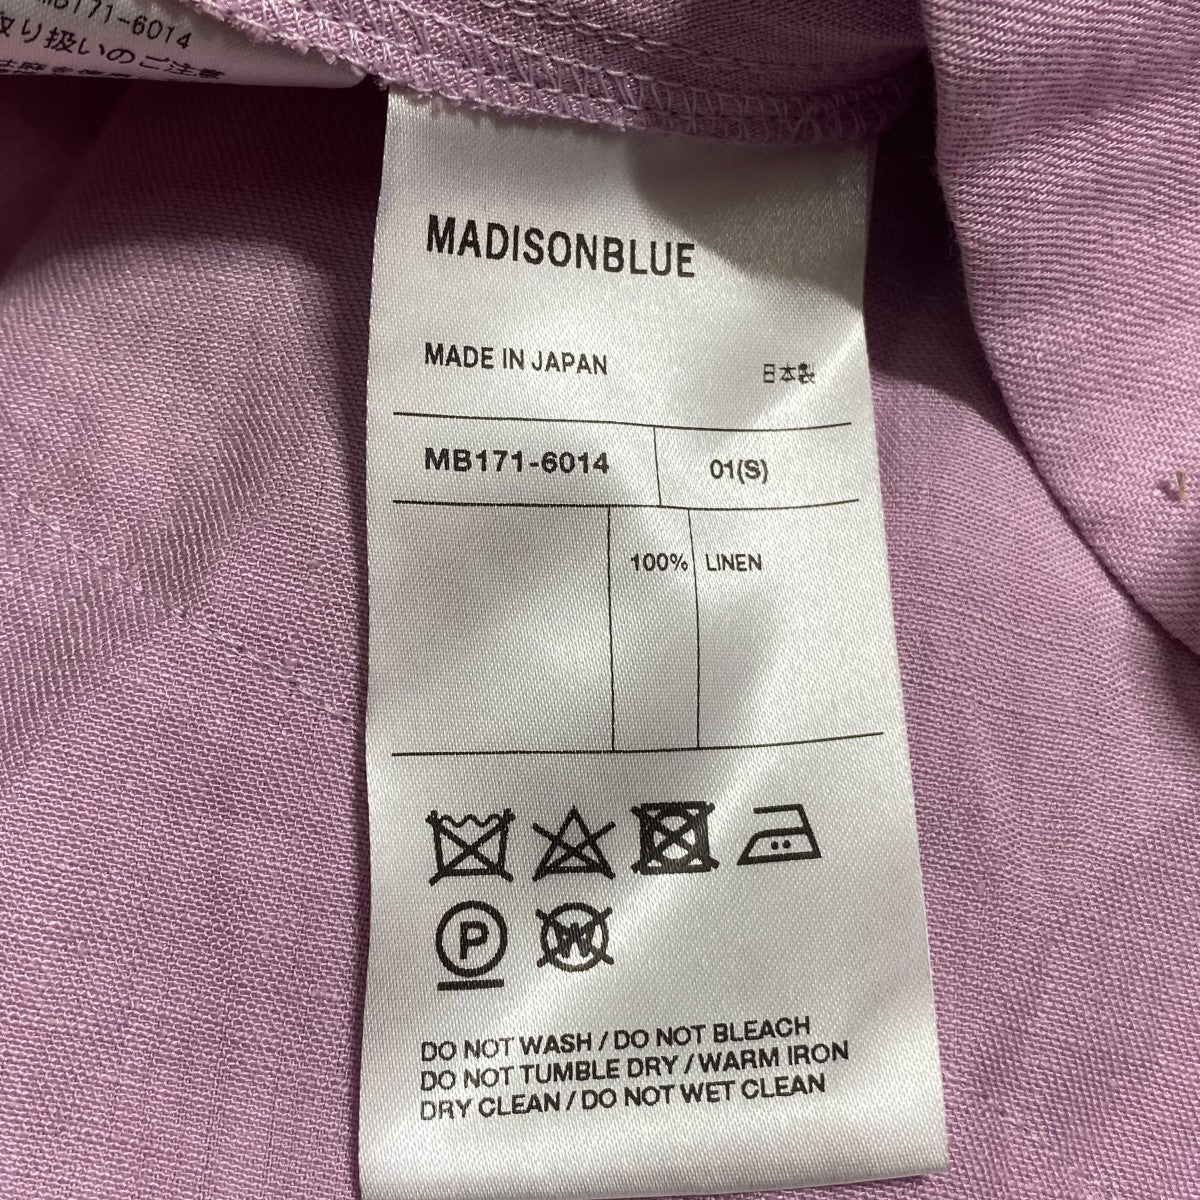 MB171-6014
取り扱いのご注意
MADISONBLUE
MADE IN JAPAN 日本製
MB171-6014 01(S)
100% LINEN
P
W
DO NOT WASH / DO NOT BLEACH
DO NOT TUMBLE DRY / WARM IRON
DRY CLEAN / DO NOT WET CLEAN